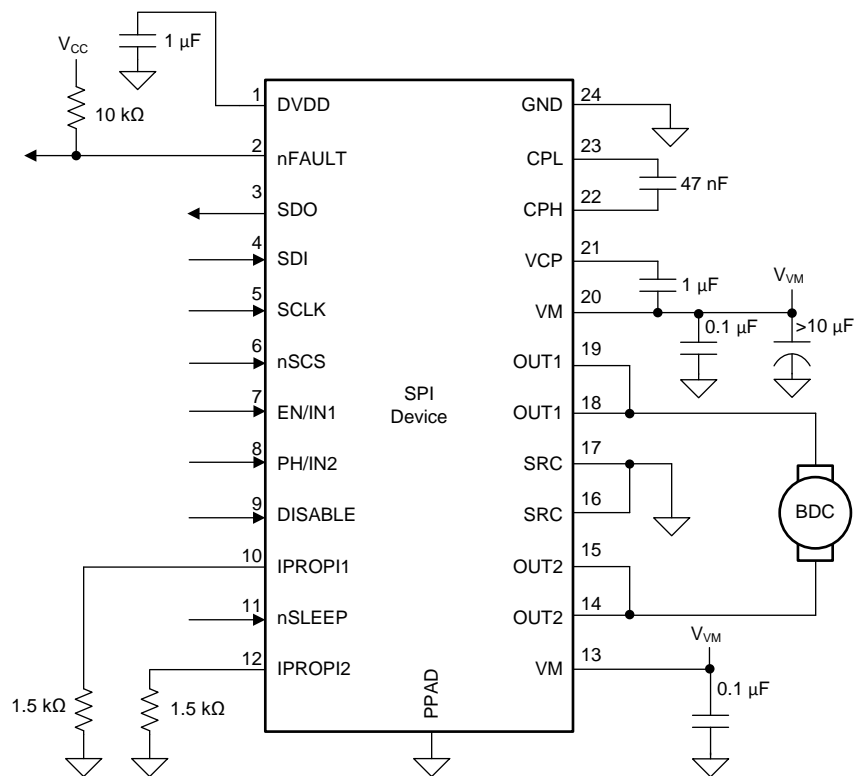 1 µF
VCC
10 kΩ
1 DVDD GND 24
2 nFAULT CPL 23
47 nF
3 SDO CPH 22
4 SDI VCP 21
1 µF
VVM
5 SCLK VM 20
0.1 µF
>10 µF
6 nSCS OUT1 19
SPI
Device
7 EN/IN1 OUT1 18
8 PH/IN2 SRC 17
9 DISABLE SRC 16
BDC
10 IPROPI1 OUT2 15
11 nSLEEP OUT2 14
VVM
12 IPROPI2 VM 13
0.1 µF
1.5 kΩ
1.5 kΩ
PPAD